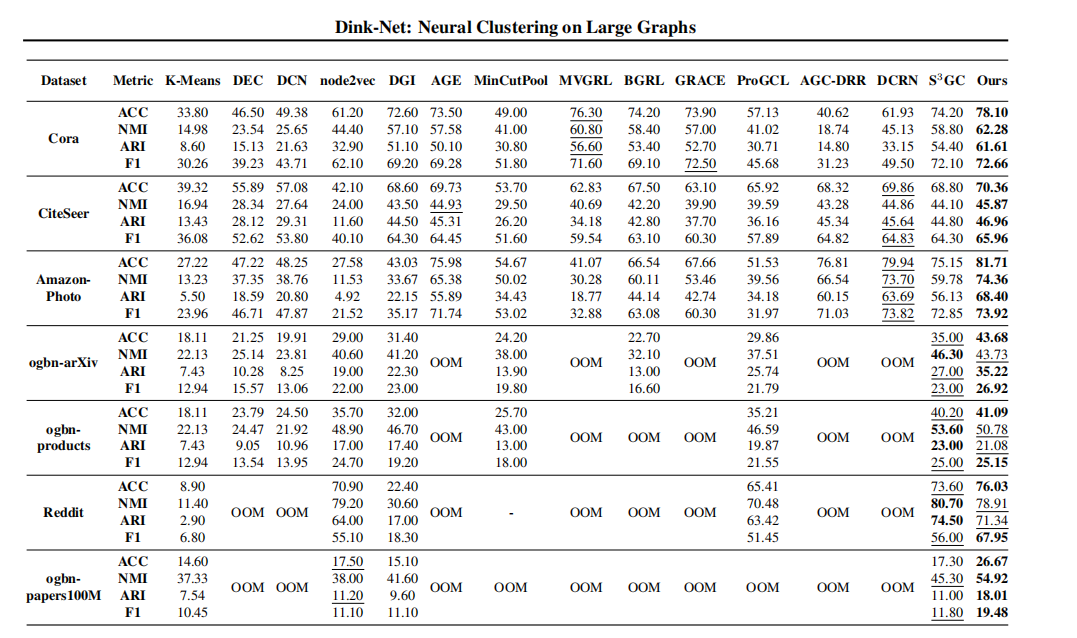 Dink-Net: Neural Clustering on Large Graphs
Dataset Metric K-Means DEC DCN node2vec DGI AGE MinCutPool MVGRL BGRL GRACE ProGCL AGC-DRR DCRN S³GC Ours
Cora
ACC 33.80 46.50 49.38 61.20 72.60 73.50 49.00 76.30 74.20 73.90 57.13 40.62 61.93 74.20 78.10
NMI 14.98 23.54 25.65 44.40 57.10 57.58 41.00 60.80 58.40 57.00 41.02 18.74 45.13 58.80 62.28
ARI 8.60 15.13 21.63 32.90 51.10 50.10 30.80 56.60 53.40 52.70 30.71 14.80 33.15 54.40 61.61
F1 30.26 39.23 43.71 62.10 69.20 69.28 51.80 71.60 69.10 72.50 45.68 31.23 49.50 72.10 72.66
CiteSeer
ACC 39.32 55.89 57.08 42.10 68.60 69.73 53.70 62.83 67.50 63.10 65.92 68.32 69.86 68.80 70.36
NMI 16.94 28.34 27.64 24.00 43.50 44.93 29.50 40.69 42.20 39.90 39.59 43.28 44.86 44.10 45.87
ARI 13.43 28.12 29.31 11.60 44.50 45.31 26.20 34.18 42.80 37.70 36.16 45.34 45.64 44.80 46.96
F1 36.08 52.62 53.80 40.10 64.30 64.45 51.60 59.54 63.10 60.30 57.89 64.82 64.83 64.30 65.96
Amazon-
Photo
ACC 27.22 47.22 48.25 27.58 43.03 75.98 54.67 41.07 66.54 67.66 51.53 76.81 79.94 75.15 81.71
NMI 13.23 37.35 38.76 11.53 33.67 65.38 50.02 30.28 60.11 53.46 39.56 66.54 73.70 59.78 74.36
ARI 5.50 18.59 20.80 4.92 22.15 55.89 34.43 18.77 44.14 42.74 34.18 60.15 63.69 56.13 68.40
F1 23.96 46.71 47.87 21.52 35.17 71.74 53.02 32.88 63.08 60.30 31.97 71.03 73.82 72.85 73.92
ogbn-arXiv
ACC 18.11 21.25 19.91 29.00 31.40 24.20 22.70 29.86 35.00 43.68
NMI 22.13 25.14 23.81 40.60 41.20 38.00 32.10 37.51 46.30 43.73
OOM OOM OOM OOM OOM
ARI 7.43 10.28 8.25 19.00 22.30 13.90 13.00 25.74 27.00 35.22
F1 12.94 15.57 13.06 22.00 23.00 19.80 16.60 21.79 23.00 26.92
ogbn-
products
ACC 18.11 23.79 24.50 35.70 32.00 25.70 35.21 40.20 41.09
NMI 22.13 24.47 21.92 48.90 46.70 43.00 46.59 53.60 50.78
OOM OOM OOM OOM OOM OOM
ARI 7.43 9.05 10.96 17.00 17.40 13.00 19.87 23.00 21.08
F1 12.94 13.54 13.95 24.70 19.20 18.00 21.55 25.00 25.15
Reddit
ACC 8.90 70.90 22.40 65.41 73.60 76.03
NMI 11.40 79.20 30.60 70.48 80.70 78.91
OOM OOM OOM - OOM OOM OOM OOM OOM
ARI 2.90 64.00 17.00 63.42 74.50 71.34
F1 6.80 55.10 18.30 51.45 56.00 67.95
ogbn-
papers100M
ACC 14.60 17.50 15.10 17.30 26.67
NMI 37.33 38.00 41.60 45.30 54.92
OOM OOM OOM OOM OOM OOM OOM OOM OOM OOM
ARI 7.54 11.20 9.60 11.00 18.01
F1 10.45 11.10 11.10 11.80 19.48